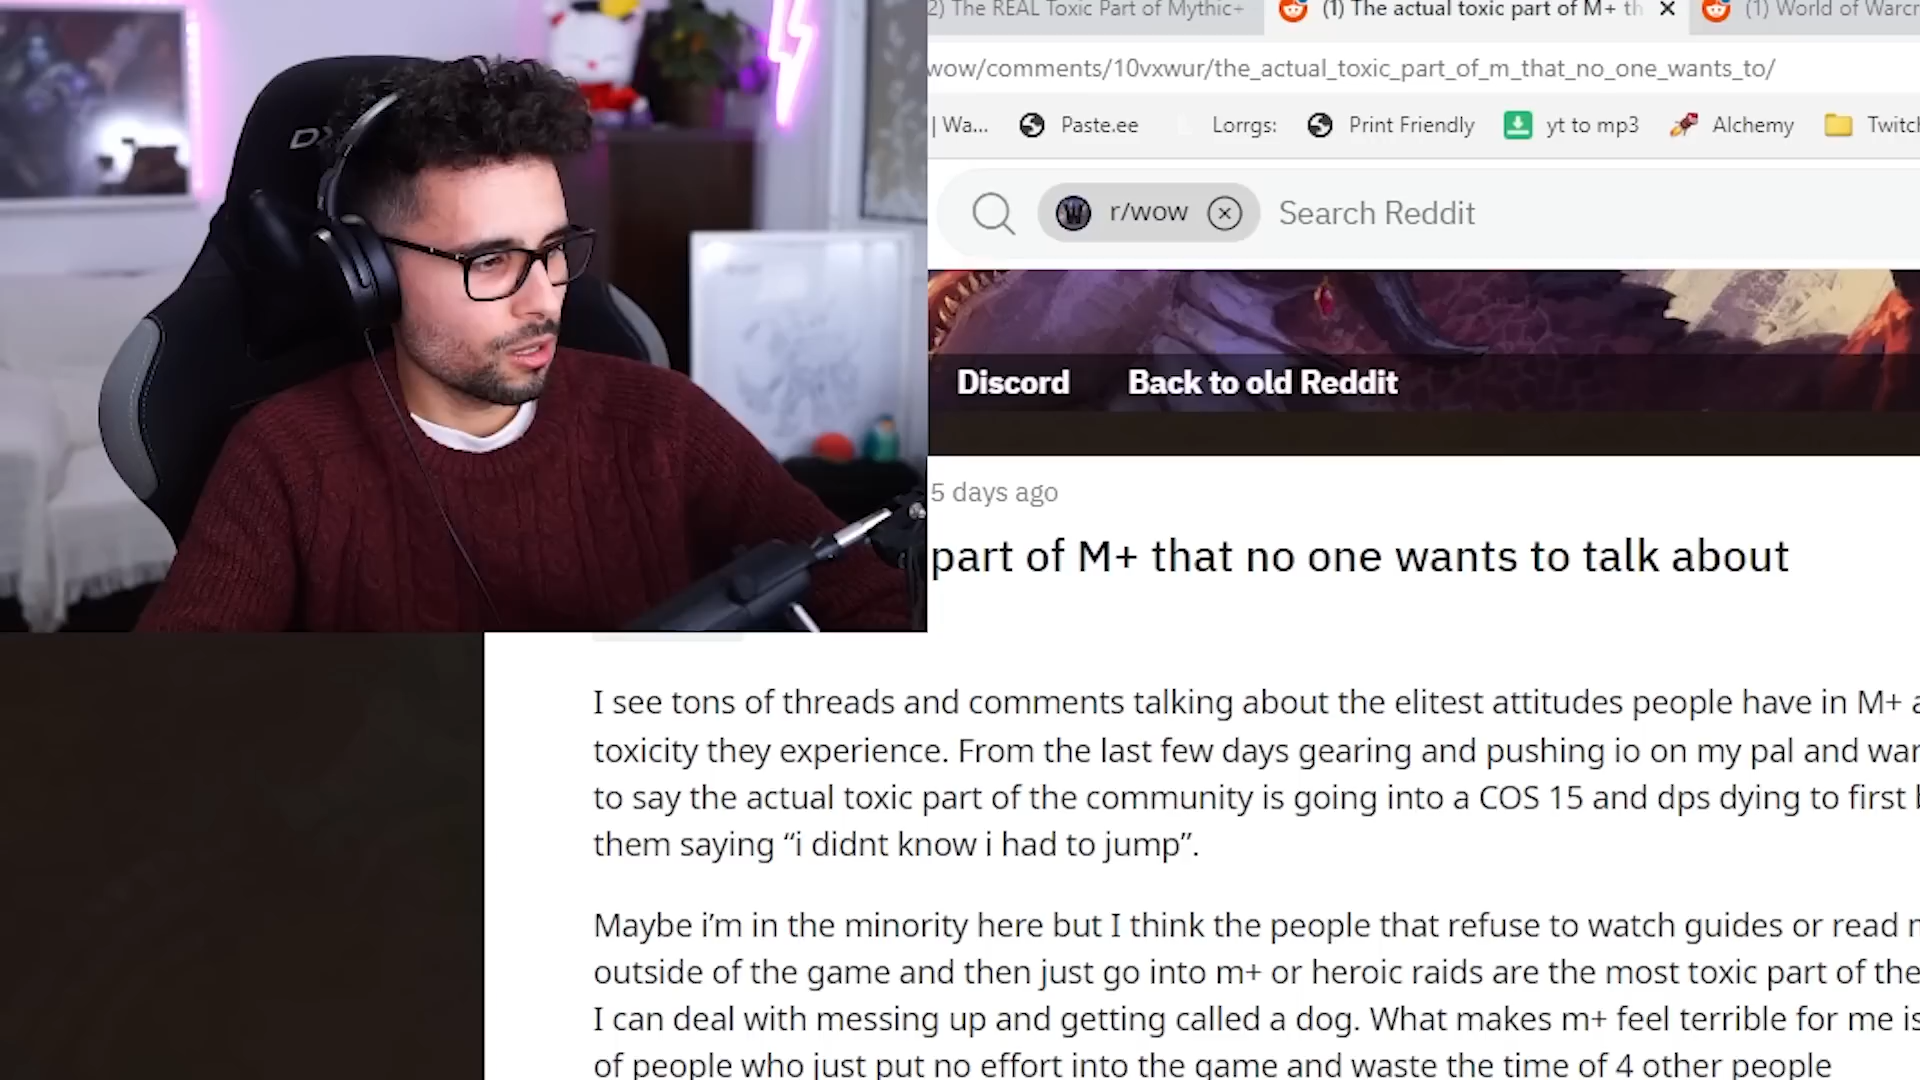 2) The REAL Toxic Part of Mythic+
(1) The actual toxic part of M+ th
(1) World of Warcr
wow/comments/10vxwur/the_actual_toxic_part_of_m_that_no_one_wants_to/
| Wa... Paste.ee Lorrgs: Print Friendly yt to mp3 Alchemy Twitch
r/wow Search Reddit
Discord Back to old Reddit
5 days ago
part of M+ that no one wants to talk about
I see tons of threads and comments talking about the elitest attitudes people have in M+ a
toxicity they experience. From the last few days gearing and pushing io on my pal and war
to say the actual toxic part of the community is going into a COS 15 and dps dying to first b
them saying “i didnt know i had to jump”.
Maybe i’m in the minority here but I think the people that refuse to watch guides or read
outside of the game and then just go into m+ or heroic raids are the most toxic part of the
I can deal with messing up and getting called a dog. What makes m+ feel terrible for me is
of people who just put no effort into the game and waste the time of 4 other people